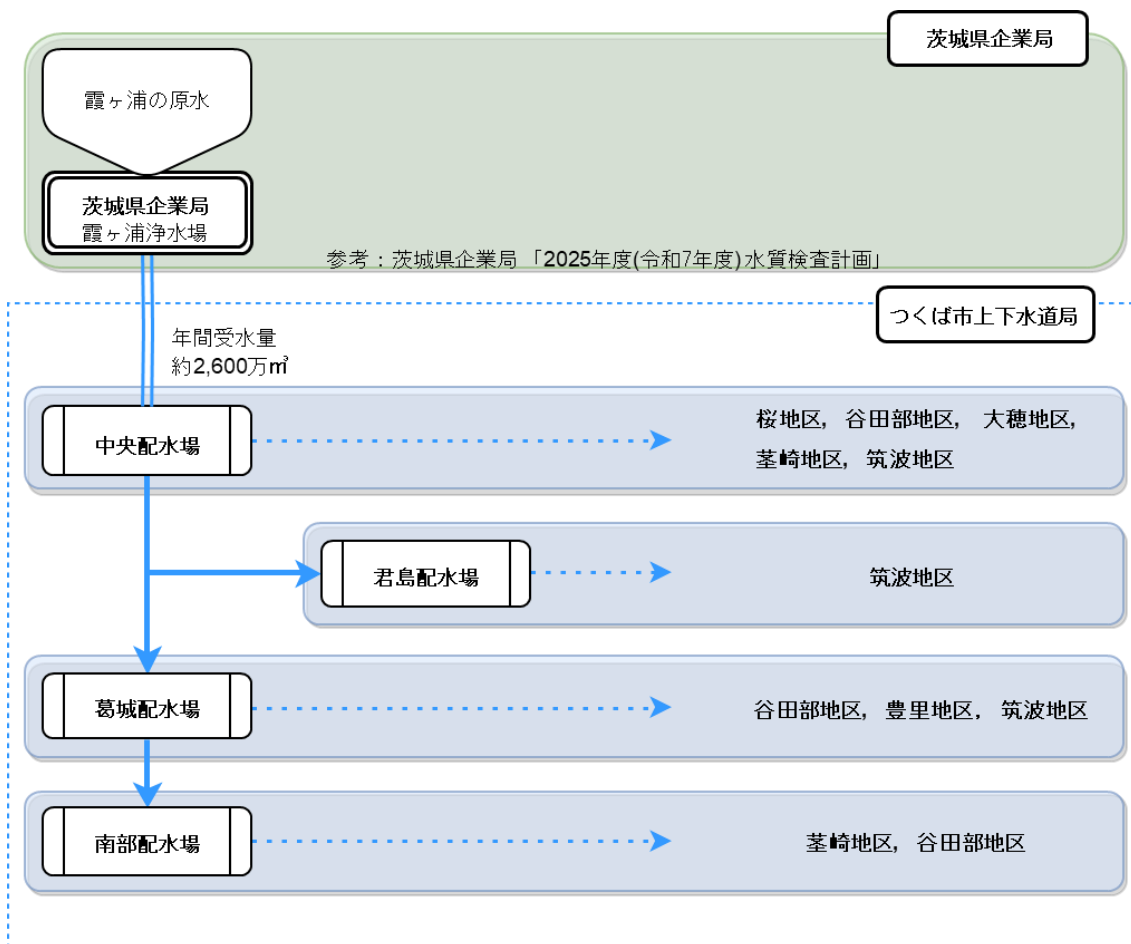 茨城県企業局
霞ヶ浦の原水
茨城県企業局
霞ヶ浦浄水場
参考：茨城県企業局「2025年度(令和7年度)水質検査計画」
つくば市上下水道局
年間受水量
約2,600万㎥
中央配水場
桜地区, 谷田部地区, 大穂地区,
茎崎地区, 筑波地区
君島配水場
筑波地区
葛城配水場
谷田部地区, 豊里地区, 筑波地区
南部配水場
茎崎地区, 谷田部地区